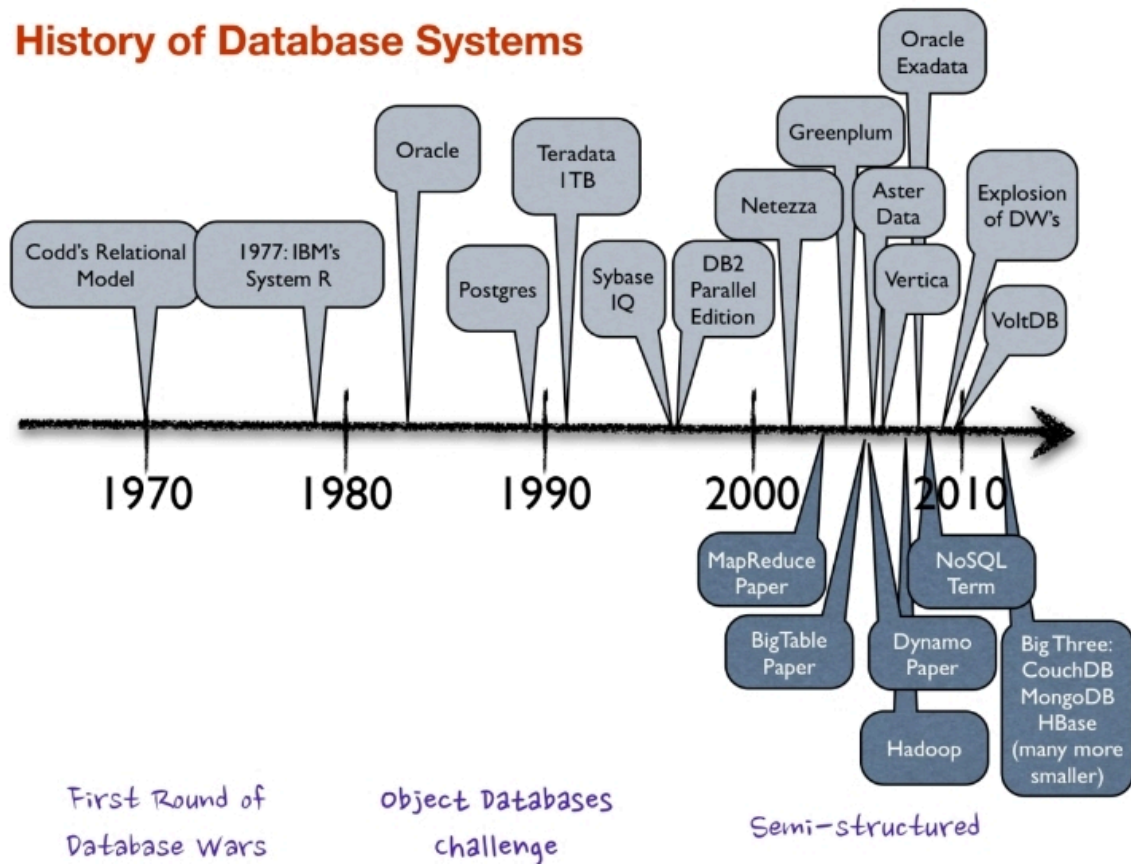 History of Database Systems
Oracle
Exadata
Greenplum
Oracle
Teradata
1TB
Netezza
Aster
Data
Explosion
of DW's
Codd's Relational
Model
1977: IBM's
System R
Postgres
Sybase
IQ
DB2
Parallel
Edition
Vertica
VoltDB
1970
1980
1990
2000
2010
MapReduce
Paper
NoSQL
Term
BigTable
Paper
Dynamo
Paper
Big Three:
CouchDB
MongoDB
HBase
(many more
smaller)
Hadoop
First Round of
Database Wars
Object Databases
challenge
Semi-structured